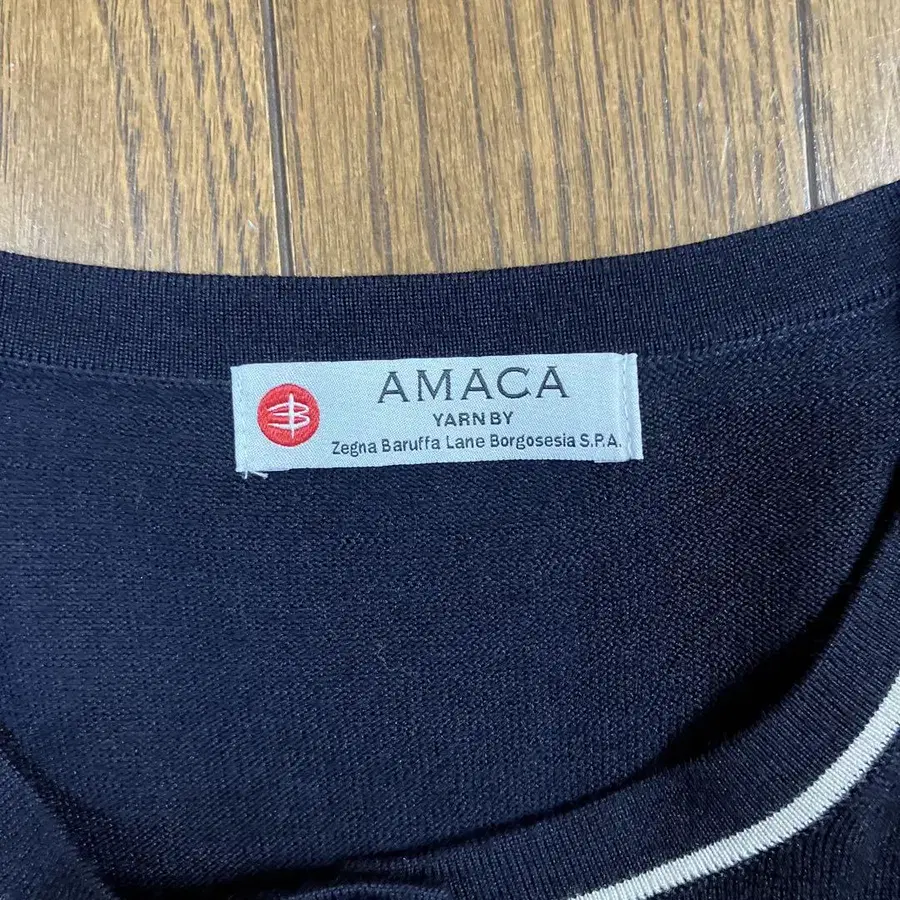 AMACA
YARN BY
Zegna Baruffa Lane Borgosesia S.P.A.